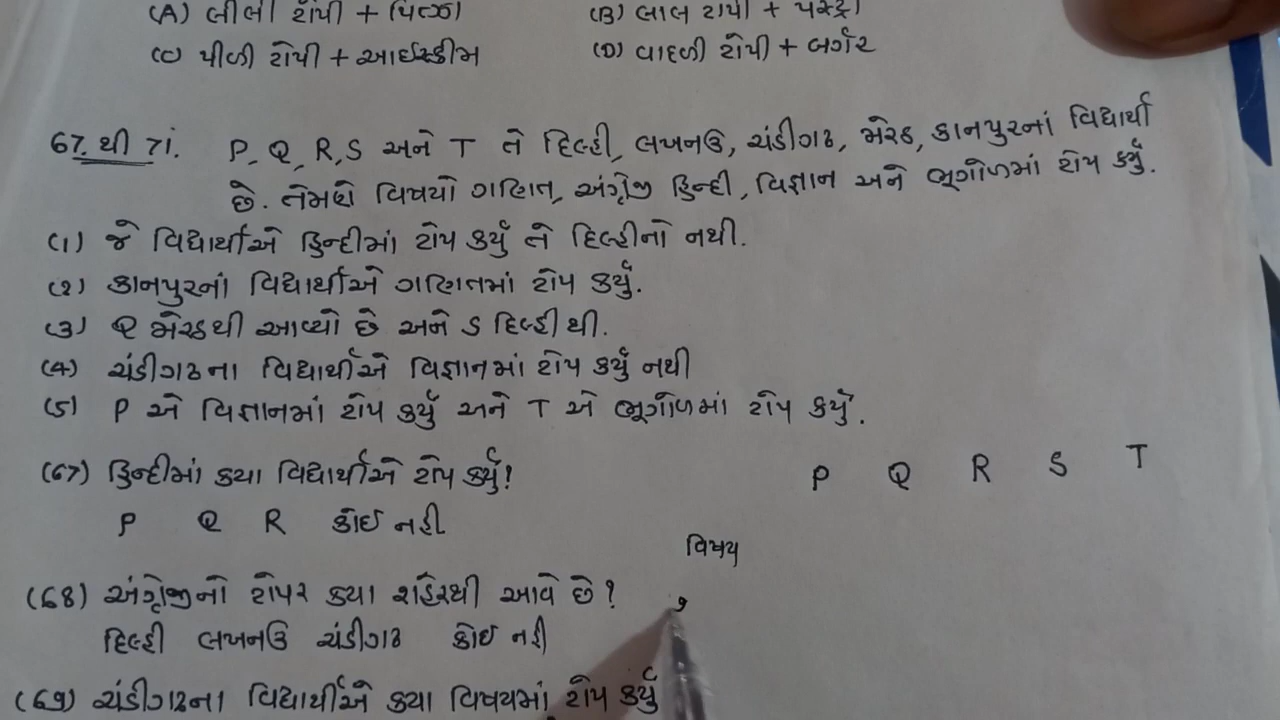 (A) લીલી ટોપી + પિત્ઝા (B) લાલ ટોપી + પેસ્ટ્રી
(C) પીળી ટોપી + આઈસ્ક્રીમ (D) વાદળી ટોપી + બર્ગર
67. થી 71. P, Q, R, S અને T તે દિલ્હી, લખનઉ, ચંડીગઢ, મેરઠ, કાનપુરનાં વિદ્યાર્થી
છે. તેમણે વિષયો ગણિત, અંગ્રેજી હિન્દી, વિજ્ઞાન અને ભૂગોળમાં ટોપ કર્યું.
(1) જે વિદ્યાર્થીએ હિન્દીમાં ટોપ કર્યું તે દિલ્હીનો નથી.
(2) કાનપુરનાં વિદ્યાર્થીએ ગણિતમાં ટોપ કર્યું.
(3) Q મેરઠથી આવ્યો છે અને S દિલ્હીથી.
(4) ચંડીગઢના વિદ્યાર્થીએ વિજ્ઞાનમાં ટોપ કર્યું નથી
(5) P એ વિજ્ઞાનમાં ટોપ કર્યું અને T એ ભૂગોળમાં ટોપ કર્યું.
(67) હિન્દીમાં કયા વિદ્યાર્થીએ ટોપ કર્યું?
P Q R S T
P Q R કોઈ નહી
વિષય
(68) અંગ્રેજીનો ટોપર કયા શહેરથી આવે છે?
દિલ્હી લખનઉ ચંડીગઢ કોઈ નહી
(69) ચંડીગઢના વિદ્યાર્થીએ કયા વિષયમાં ટોપ કર્યું